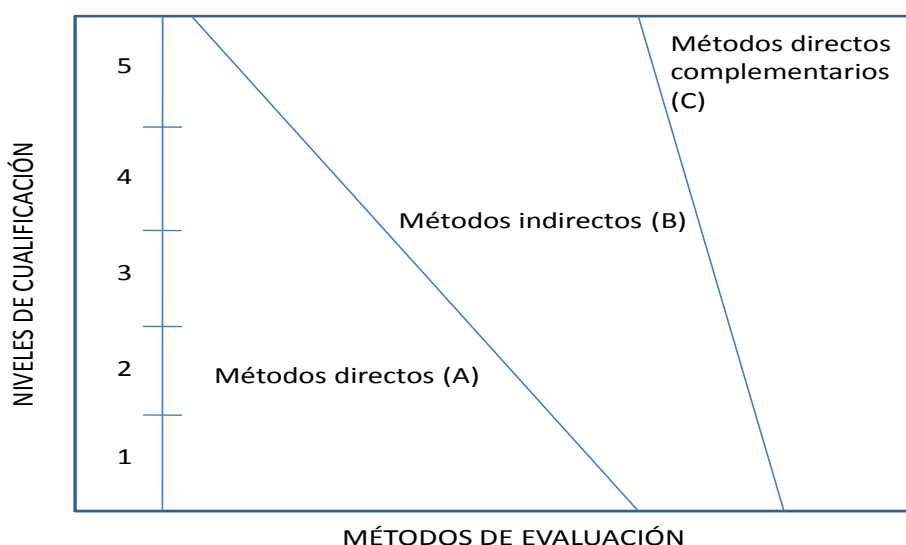 Métodos directos
complementarios
(C)
5
4
Métodos indirectos (B)
3
2
Métodos directos (A)
1
NIVELES DE CUALIFICACIÓN
MÉTODOS DE EVALUACIÓN